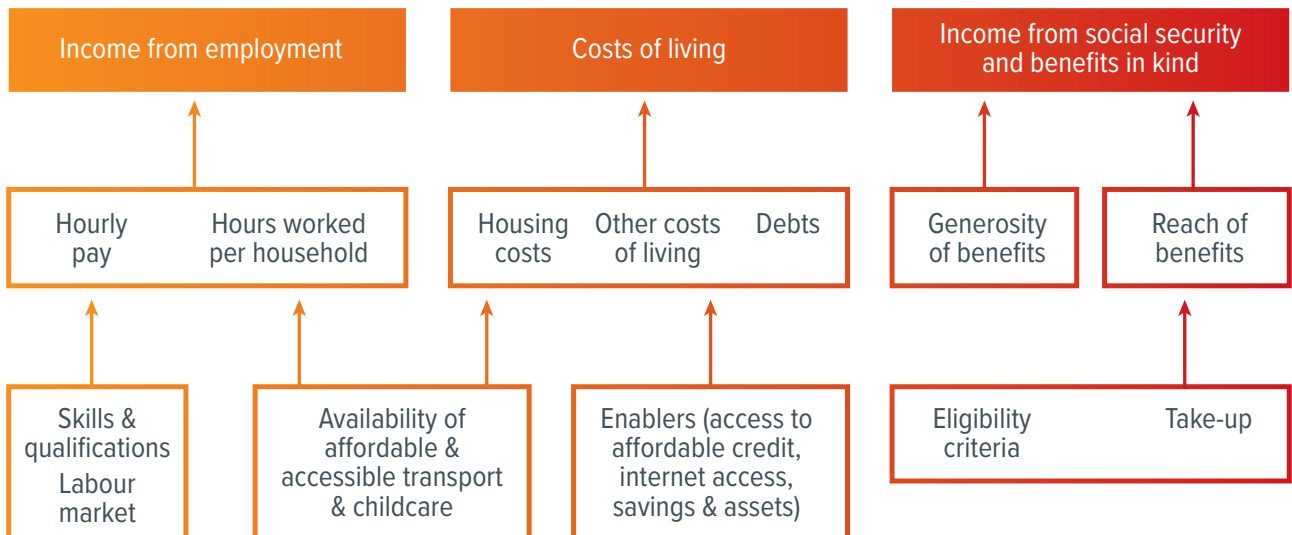 Income from employment
Costs of living
Income from social security
and benefits in kind
Hourly
pay
Hours worked
per household
Housing
costs
Other costs
of living
Debts
Generosity
of benefits
Reach of
benefits
Skills &
qualifications
Labour
market
Availability of
affordable &
accessible transport
& childcare
Enablers (access to
affordable credit,
internet access,
savings & assets)
Eligibility
criteria
Take-up